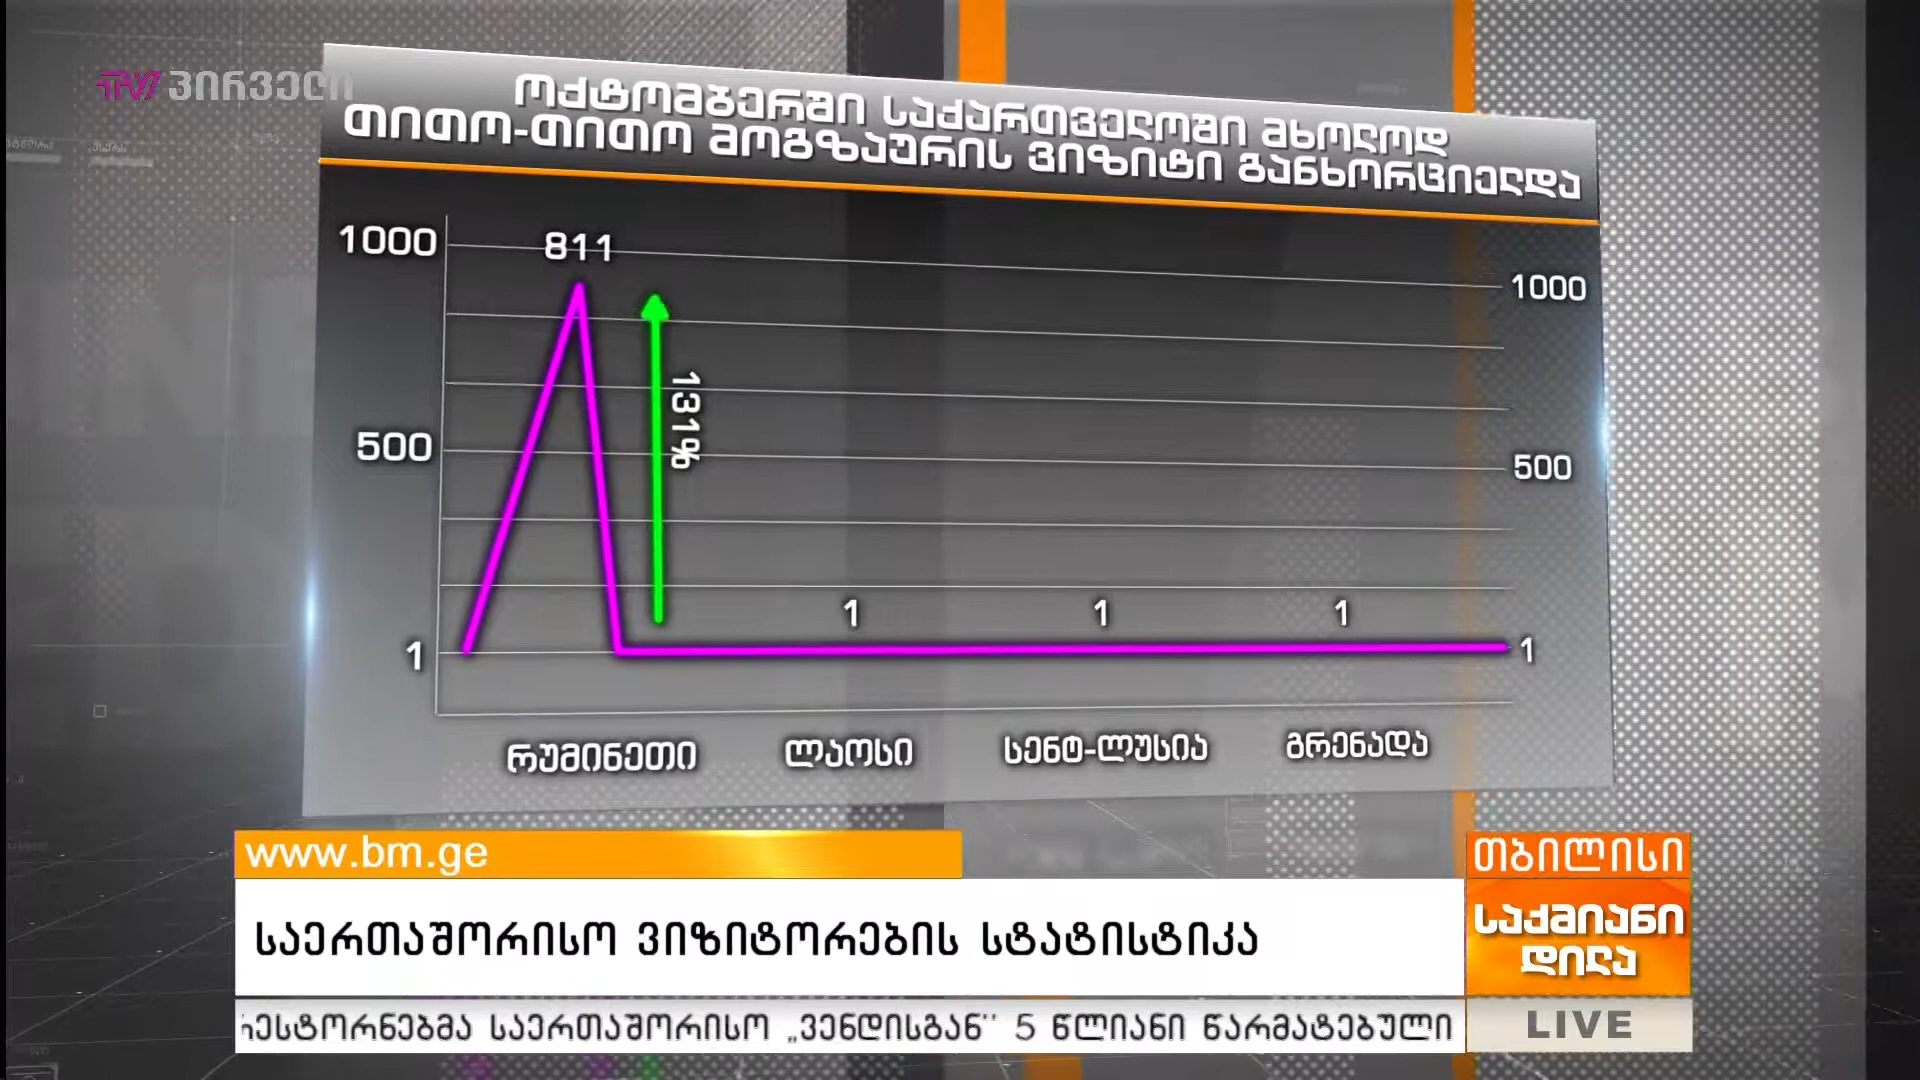 TV პირველი
ოქტომბერში საქართველოში მხოლოდ
თითო-თითო მოგზაურის ვიზიტი განხორციელდა
1000
811
1000
131%
500
500
1
1
1
1
1
რუმინეთი
ლაოსი
სენტ-ლუსია
გრენადა
www.bm.ge
თბილისი
საერთაშორისო ვიზიტორების სტატისტიკა
საქმიანი
დილა
რესტორნებმა საერთაშორისო „ვენდისგან“ 5 წლიანი წარმატებული
LIVE